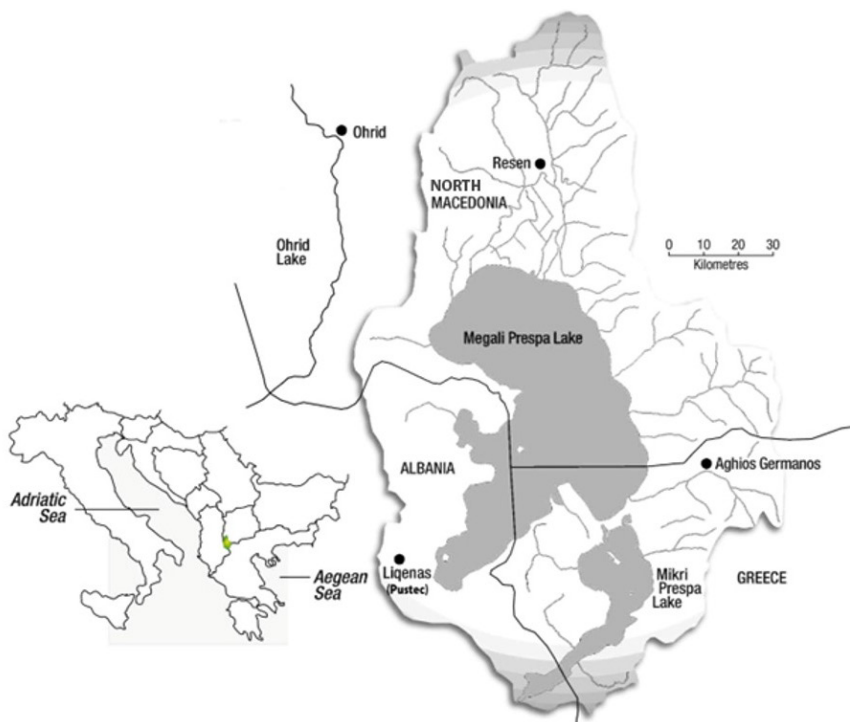 Ohrid
Resen
NORTH
MACEDONIA
Ohrid
Lake
0 10 20 30
Kilometres
Megali Prespa Lake
ALBANIA
Aghios Germanos
Adriatic
Sea
Aegean
Sea
Liqenas
(Pustec)
Mikri
Prespa
Lake
GREECE